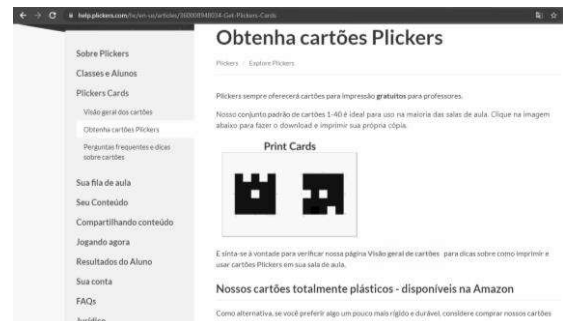 help.plickers.com/hc/en-us/articles/360008948034-Get-Plickers-Cards
Sobre Plickers
Classes e Alunos
Plickers Cards
Visão geral dos cartões
Obtenha cartões Plickers
Perguntas frequentes e dicas
sobre cartões
Sua fila de aula
Seu Conteúdo
Compartilhando conteúdo
Jogando agora
Resultados do Aluno
Sua conta
FAQs
Jurídico
Obtenha cartões Plickers
Plickers / Explore Plickers
Plickers sempre oferecerá cartões para impressão gratuitos para professores.
Nosso conjunto padrão de cartões 1-40 é ideal para uso na maioria das salas de aula. Clique na imagem
abaixo para fazer o download e imprimir sua própria cópia.
Print Cards
E sinta-se à vontade para verificar nossa página Visão geral de cartões para dicas sobre como imprimir e
usar cartões Plickers em sua sala de aula.
Nossos cartões totalmente plásticos - disponíveis na Amazon
Como alternativa, se você preferir algo um pouco mais rígido e durável, considere comprar nossos cartões